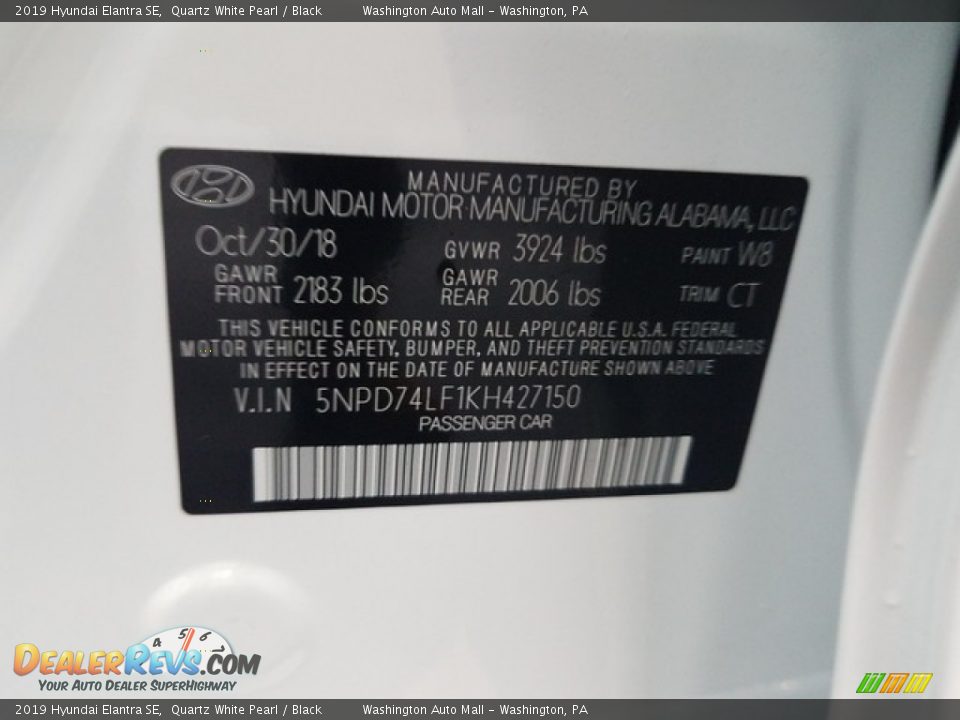 2019 Hyundai Elantra SE, Quartz White Pearl / Black Washington Auto Mall - Washington, PA
MANUFACTURED BY
HYUNDAI MOTOR MANUFACTURING ALABAMA, LLC
Oct/30/18 GVWR 3924 lbs PAINT W8
GAWR FRONT 2183 lbs GAWR REAR 2006 lbs TRIM CT
THIS VEHICLE CONFORMS TO ALL APPLICABLE U.S.A. FEDERAL
MOTOR VEHICLE SAFETY, BUMPER, AND THEFT PREVENTION STANDARDS
IN EFFECT ON THE DATE OF MANUFACTURE SHOWN ABOVE
V.I.N 5NPD74LF1KH427150
PASSENGER CAR
4 5 6 7
DEALERREVS.COM
YOUR AUTO DEALER SUPERHIGHWAY
2019 Hyundai Elantra SE, Quartz White Pearl / Black Washington Auto Mall - Washington, PA